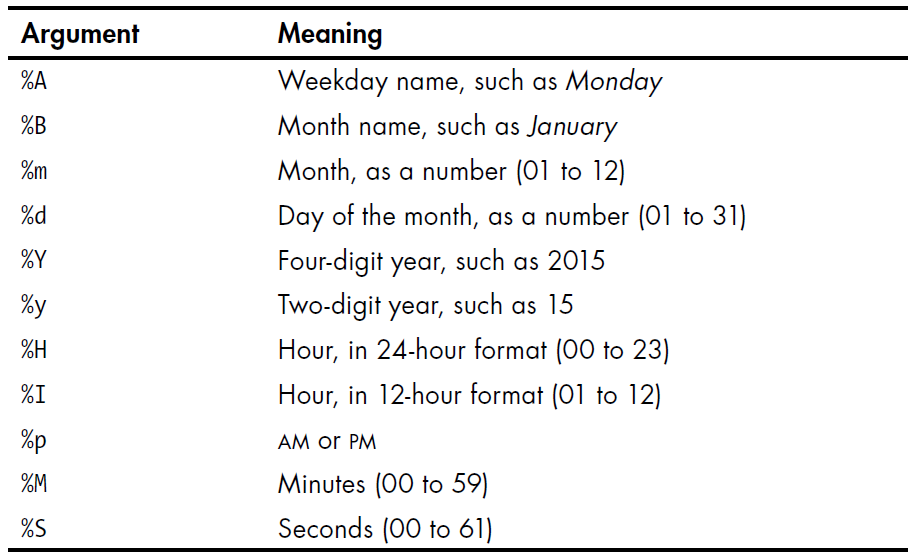 Argument Meaning
%A Weekday name, such as Monday
%B Month name, such as January
%m Month, as a number (01 to 12)
%d Day of the month, as a number (01 to 31)
%Y Four-digit year, such as 2015
%y Two-digit year, such as 15
%H Hour, in 24-hour format (00 to 23)
%I Hour, in 12-hour format (01 to 12)
%p AM or PM
%M Minutes (00 to 59)
%S Seconds (00 to 61)